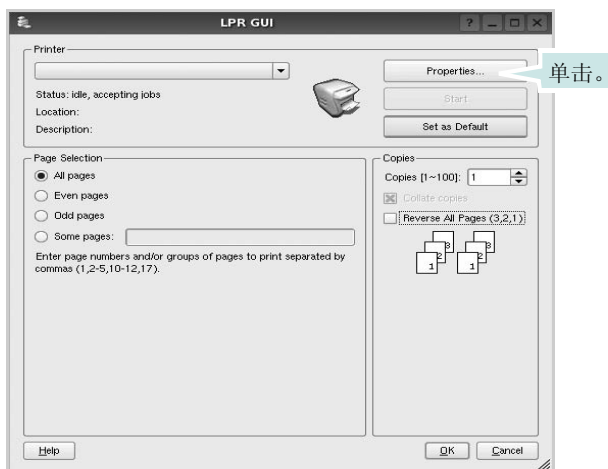 LPR GUI
Printer
Properties...
单击。
Status: idle, accepting jobs
Start
Location:
Description:
Set as Default
Page Selection
All pages
Even pages
Odd pages
Some pages:
Enter page numbers and/or groups of pages to print separated by
commas (1,2-5,10-12,17).
Copies
Copies [1~100]: 1
Collate copies
Reverse All Pages (3,2,1)
3 3
2 2
1 1
Help
OK
Cancel